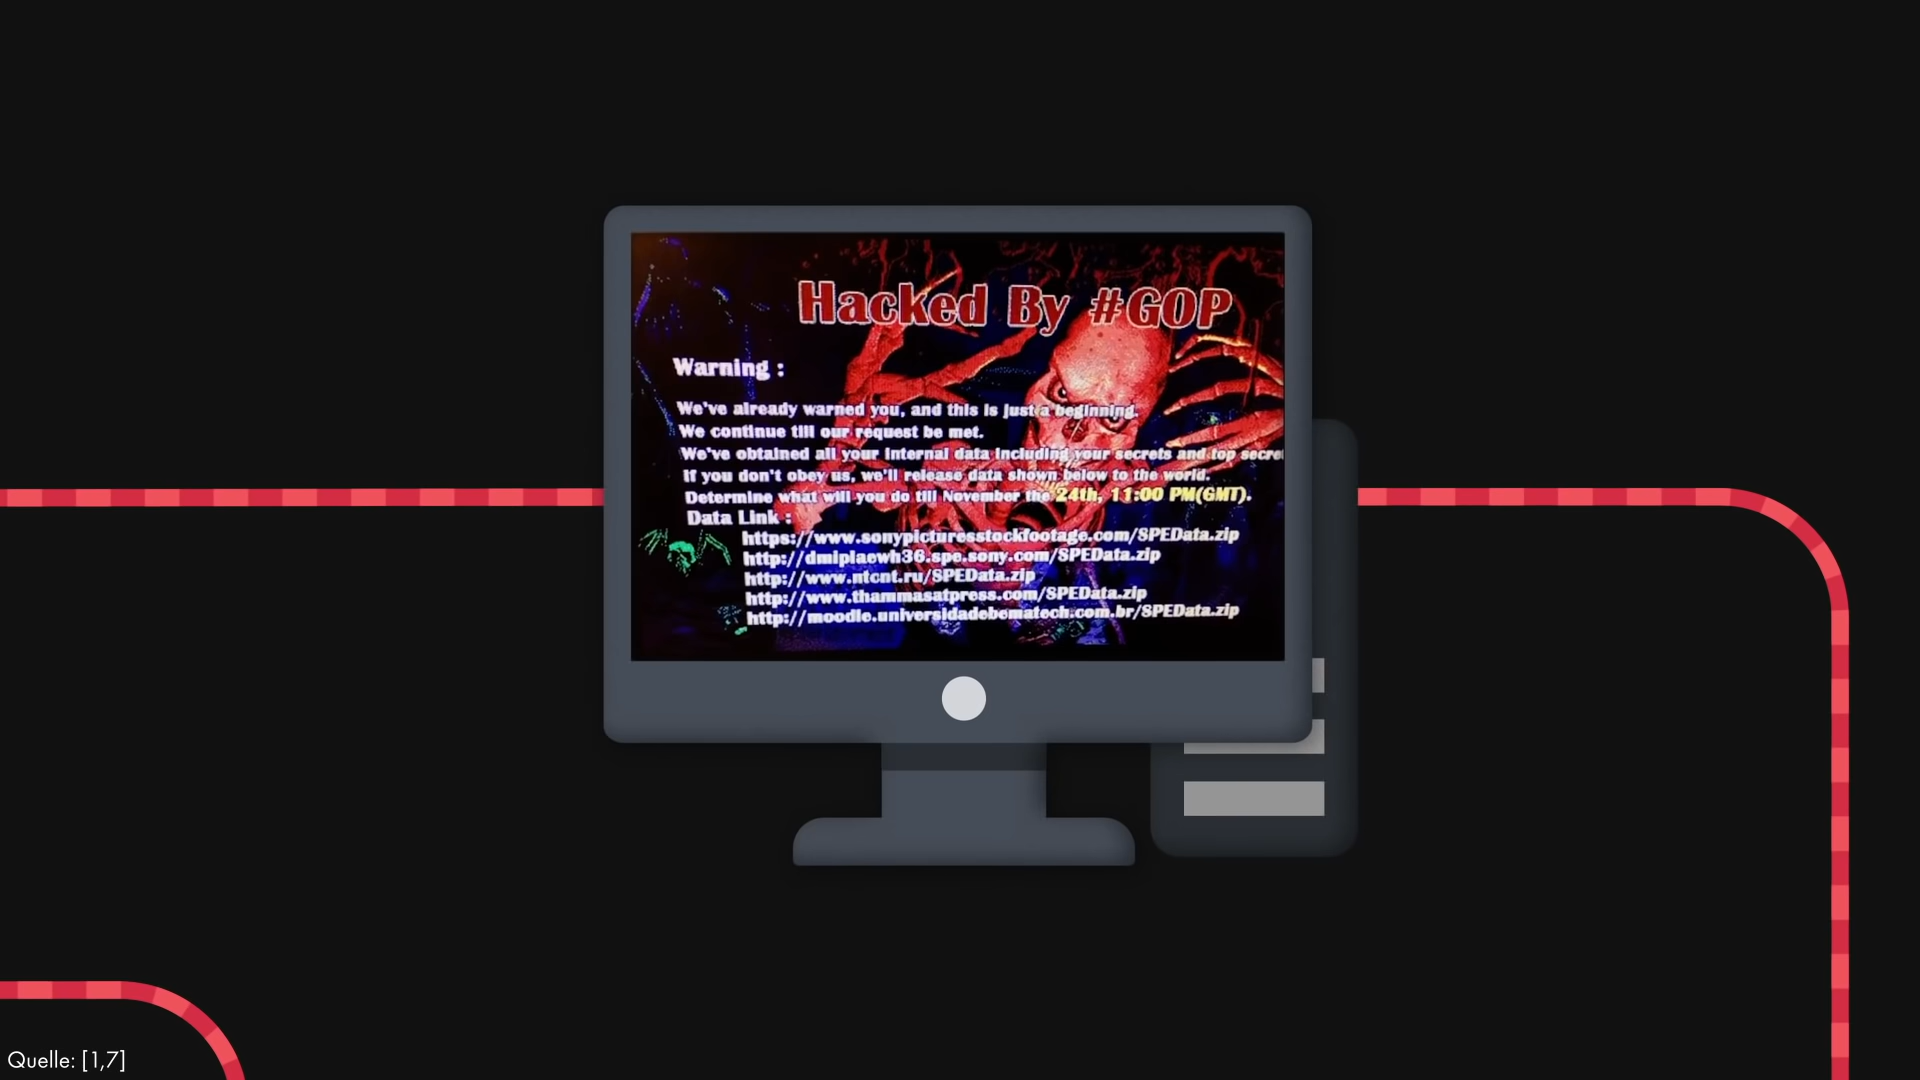 Hacked By #GOP
Warning :
We've already warned you, and this is just a beginning.
We continue till our request be met.
We've obtained all your internal data including your secrets and top secre
If you don't obey us, we'll release data shown below to the world.
Determine what will you do till November the 24th, 11:00 PM(GMT).
Data Link :
https://www.sonypicturesstockfootage.com/SPEData.zip
http://dmiplaewh36.spe.sony.com/SPEData.zip
http://www.ntcnt.ru/SPEData.zip
http://www.thammasatpress.com/SPEData.zip
http://moodle.universidadebematech.com.br/SPEData.zip
Quelle: [1,7]